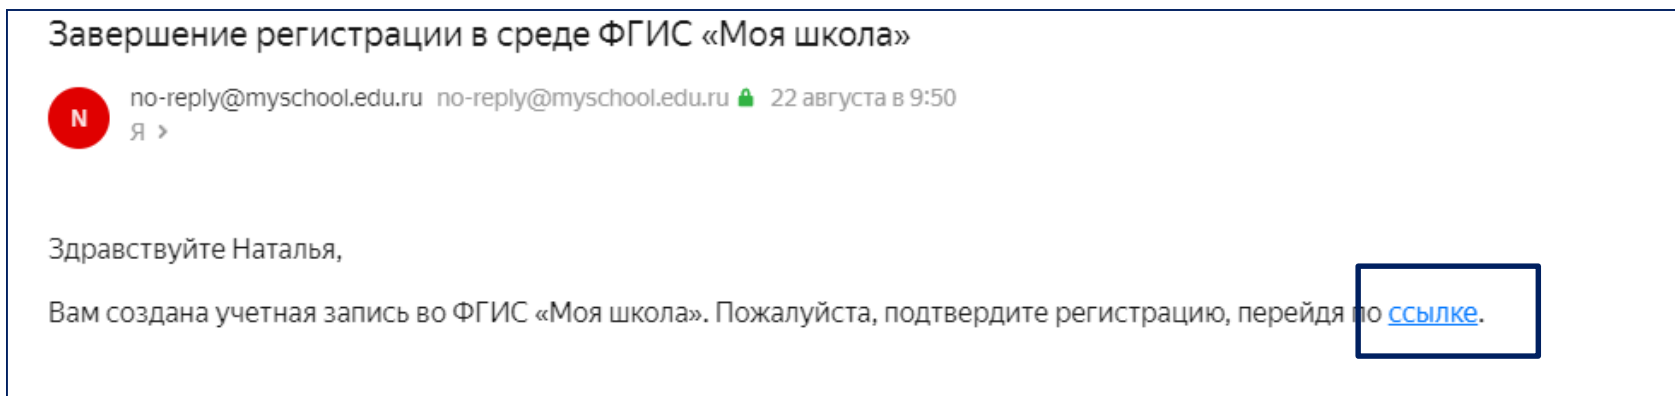 Завершение регистрации в среде ФГИС «Моя школа»
N
no-reply@myschool.edu.ru no-reply@myschool.edu.ru 22 августа в 9:50
Я >
Здравствуйте Наталья,
Вам создана учетная запись во ФГИС «Моя школа». Пожалуйста, подтвердите регистрацию, перейдя по ссылке.